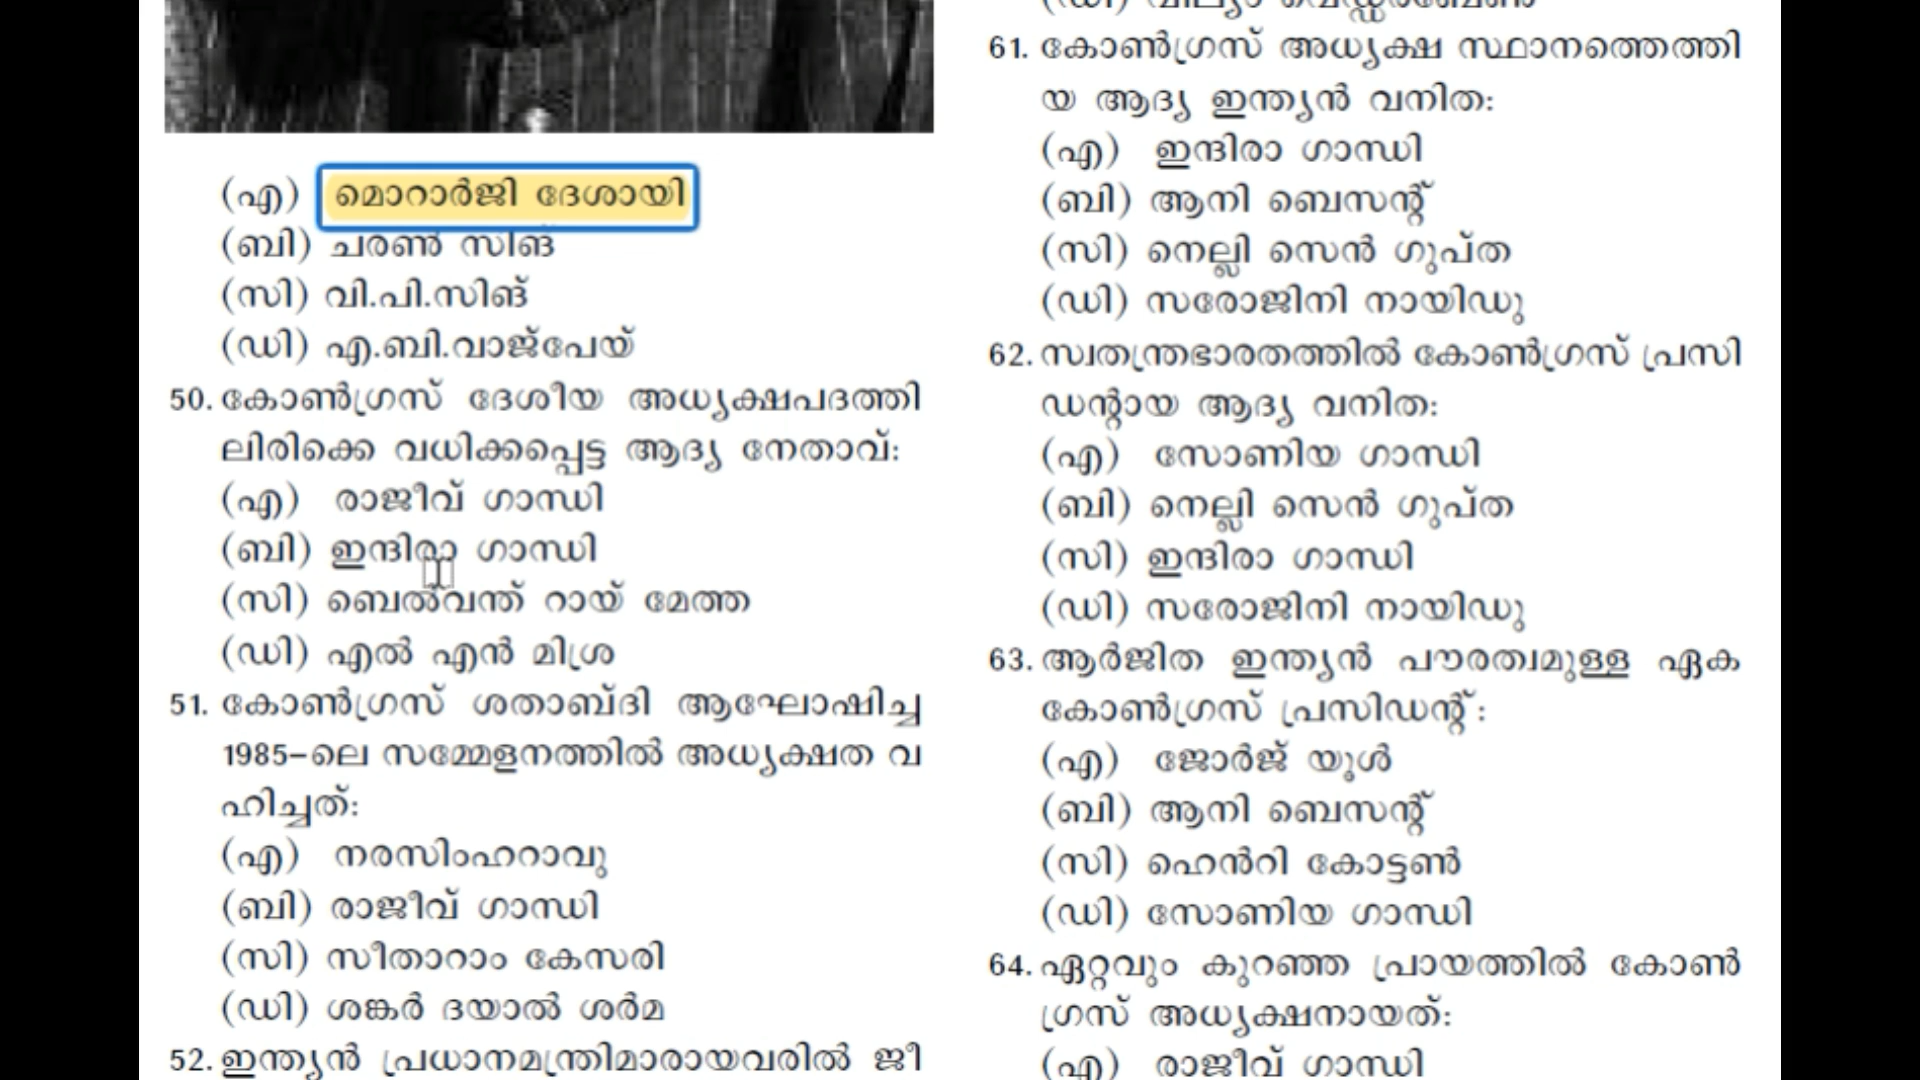 (എ) മൊറാർജി ദേശായി
(ബി) ചരൺ സിങ്
(സി) വി.പി.സിങ്
(ഡി) എ.ബി.വാജ്പേയ്
50. കോൺഗ്രസ് ദേശീയ അധ്യക്ഷപദത്തി
ലിരിക്കെ വധിക്കപ്പെട്ട ആദ്യ നേതാവ്:
(എ) രാജീവ് ഗാന്ധി
(ബി) ഇന്ദിരാ ഗാന്ധി
(സി) ബെൽവന്ത് റായ് മേത്ത
(ഡി) എൽ എൻ മിശ്ര
51. കോൺഗ്രസ് ശതാബ്ദി ആഘോഷിച്ച
1985-ലെ സമ്മേളനത്തിൽ അധ്യക്ഷത വ
ഹിച്ചത്:
(എ) നരസിംഹറാവു
(ബി) രാജീവ് ഗാന്ധി
(സി) സീതാറാം കേസരി
(ഡി) ശങ്കർ ദയാൽ ശർമ
52. ഇന്ത്യൻ പ്രധാനമന്ത്രിമാരായവരിൽ ജീ
61. കോൺഗ്രസ് അധ്യക്ഷ സ്ഥാനത്തെത്തി
യ ആദ്യ ഇന്ത്യൻ വനിത:
(എ) ഇന്ദിരാ ഗാന്ധി
(ബി) ആനി ബെസന്റ്
(സി) നെല്ലി സെൻ ഗുപ്ത
(ഡി) സരോജിനി നായിഡു
62. സ്വതന്ത്രഭാരതത്തിൽ കോൺഗ്രസ് പ്രസി
ഡന്റായ ആദ്യ വനിത:
(എ) സോണിയ ഗാന്ധി
(ബി) നെല്ലി സെൻ ഗുപ്ത
(സി) ഇന്ദിരാ ഗാന്ധി
(ഡി) സരോജിനി നായിഡു
63. ആർജിത ഇന്ത്യൻ പൗരത്വമുള്ള ഏക
കോൺഗ്രസ് പ്രസിഡന്റ്:
(എ) ജോർജ് യൂൾ
(ബി) ആനി ബെസന്റ്
(സി) ഹെൻറി കോട്ടൺ
(ഡി) സോണിയ ഗാന്ധി
64. ഏറ്റവും കുറഞ്ഞ പ്രായത്തിൽ കോൺ
ഗ്രസ് അധ്യക്ഷനായത്:
(എ) രാജീവ് ഗാന്ധി